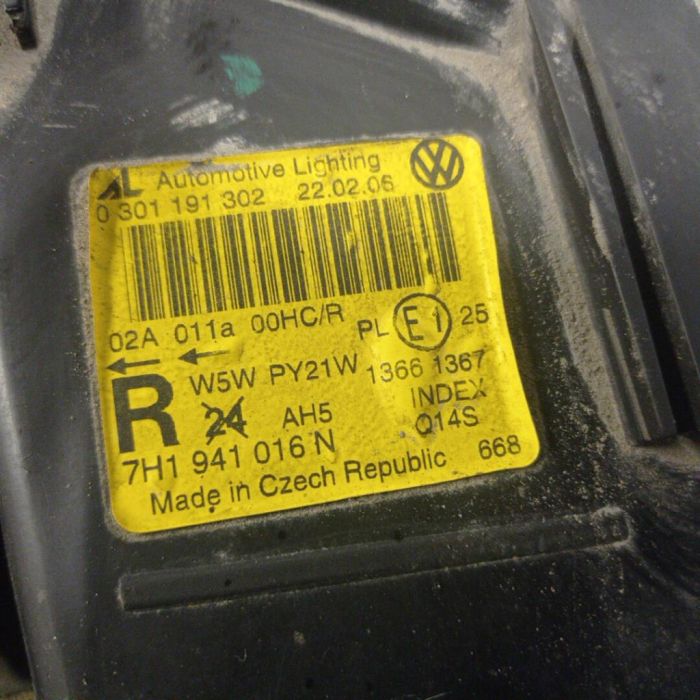 AL Automotive Lighting
0 301 191 302 22.02.06
02A 011a 00HC/R PL E1 25
R W5W PY21W 1366 1367
24 AH5 INDEX
7H1 941 016 N Q14S
Made in Czech Republic 668